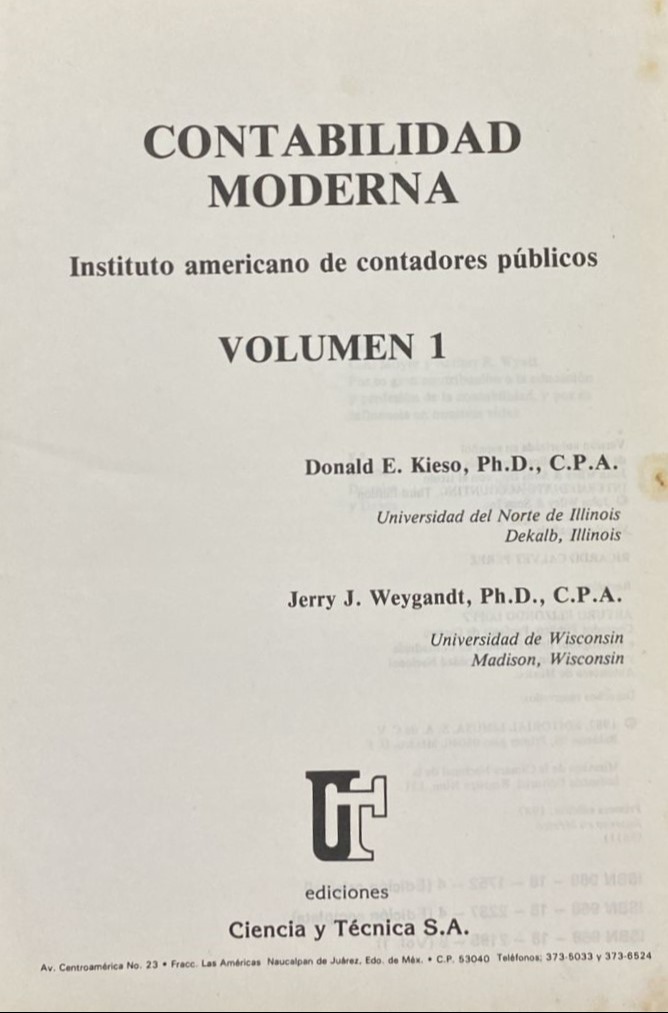 CONTABILIDAD
MODERNA
Instituto americano de contadores públicos
VOLUMEN 1
Donald E. Kieso, Ph.D., C.P.A.
Universidad del Norte de Illinois
Dekalb, Illinois
Jerry J. Weygandt, Ph.D., C.P.A.
Universidad de Wisconsin
Madison, Wisconsin
ediciones
Ciencia y Técnica S.A.
Av. Centroamérica No. 23 • Fracc. Las Américas Naucalpan de Juárez, Edo. de Méx. • C.P. 53040 Teléfonos: 373-5033 y 373-6524